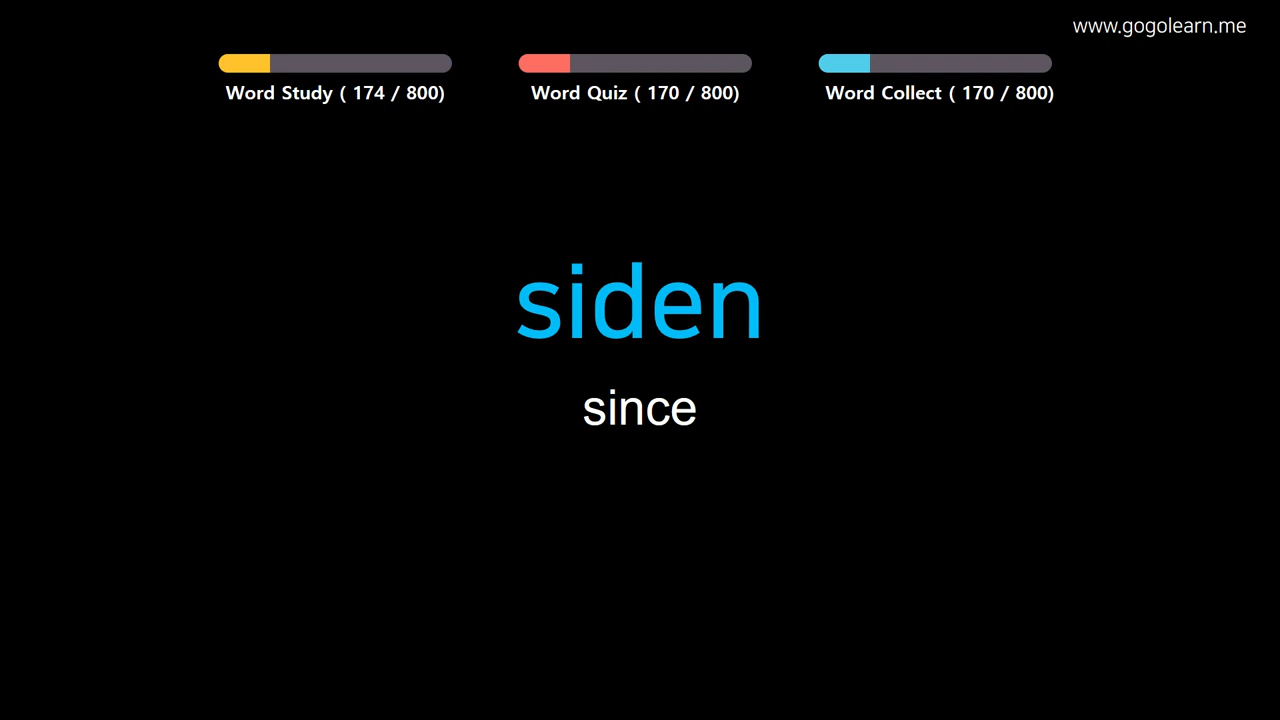 www.gogolearn.me
Word Study ( 174 / 800)
Word Quiz ( 170 / 800)
Word Collect ( 170 / 800)
siden
since